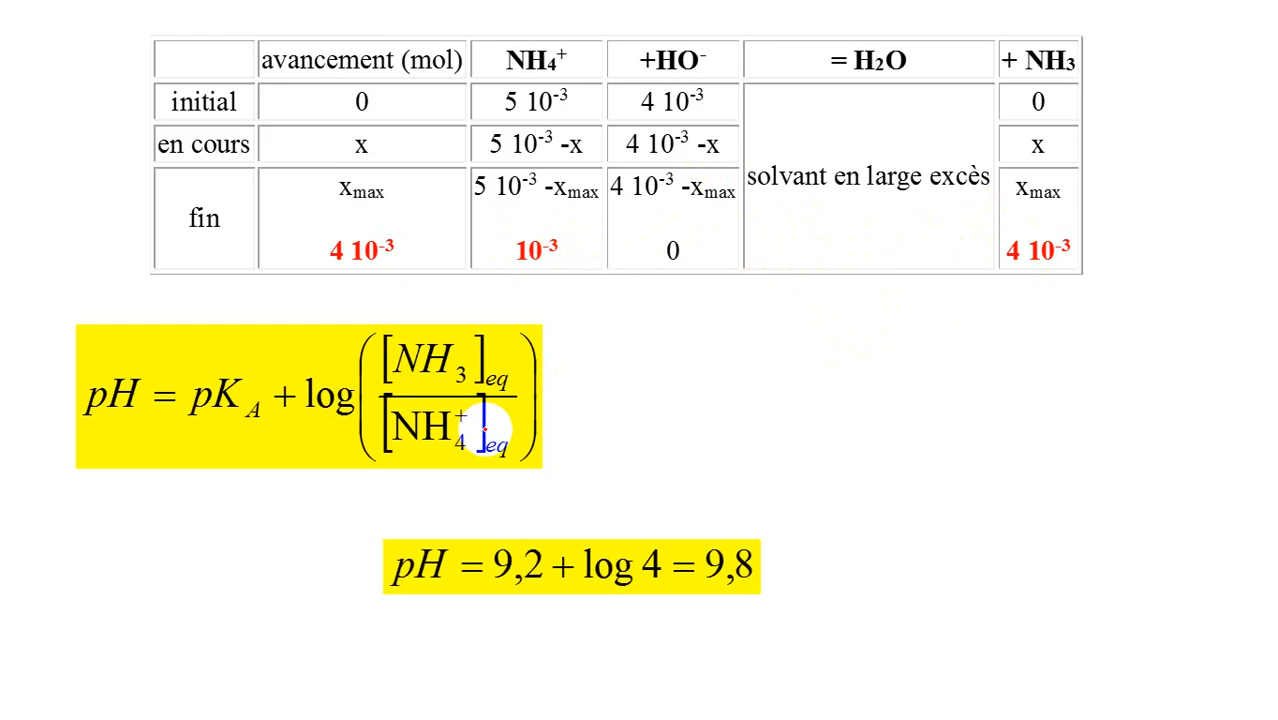 avancement (mol) NH₄⁺ +HO⁻ = H₂O + NH₃
initial 0 5 10⁻³ 4 10⁻³ 0
en cours x 5 10⁻³ -x 4 10⁻³ -x x
solvant en large excès
fin xₘₐₓ 5 10⁻³ -xₘₐₓ 4 10⁻³ -xₘₐₓ xₘₐₓ
4 10⁻³ 10⁻³ 0 4 10⁻³
pH = pK_A + log([NH₃]_eq / [NH₄⁺]_eq)
pH = 9,2 + log 4 = 9,8